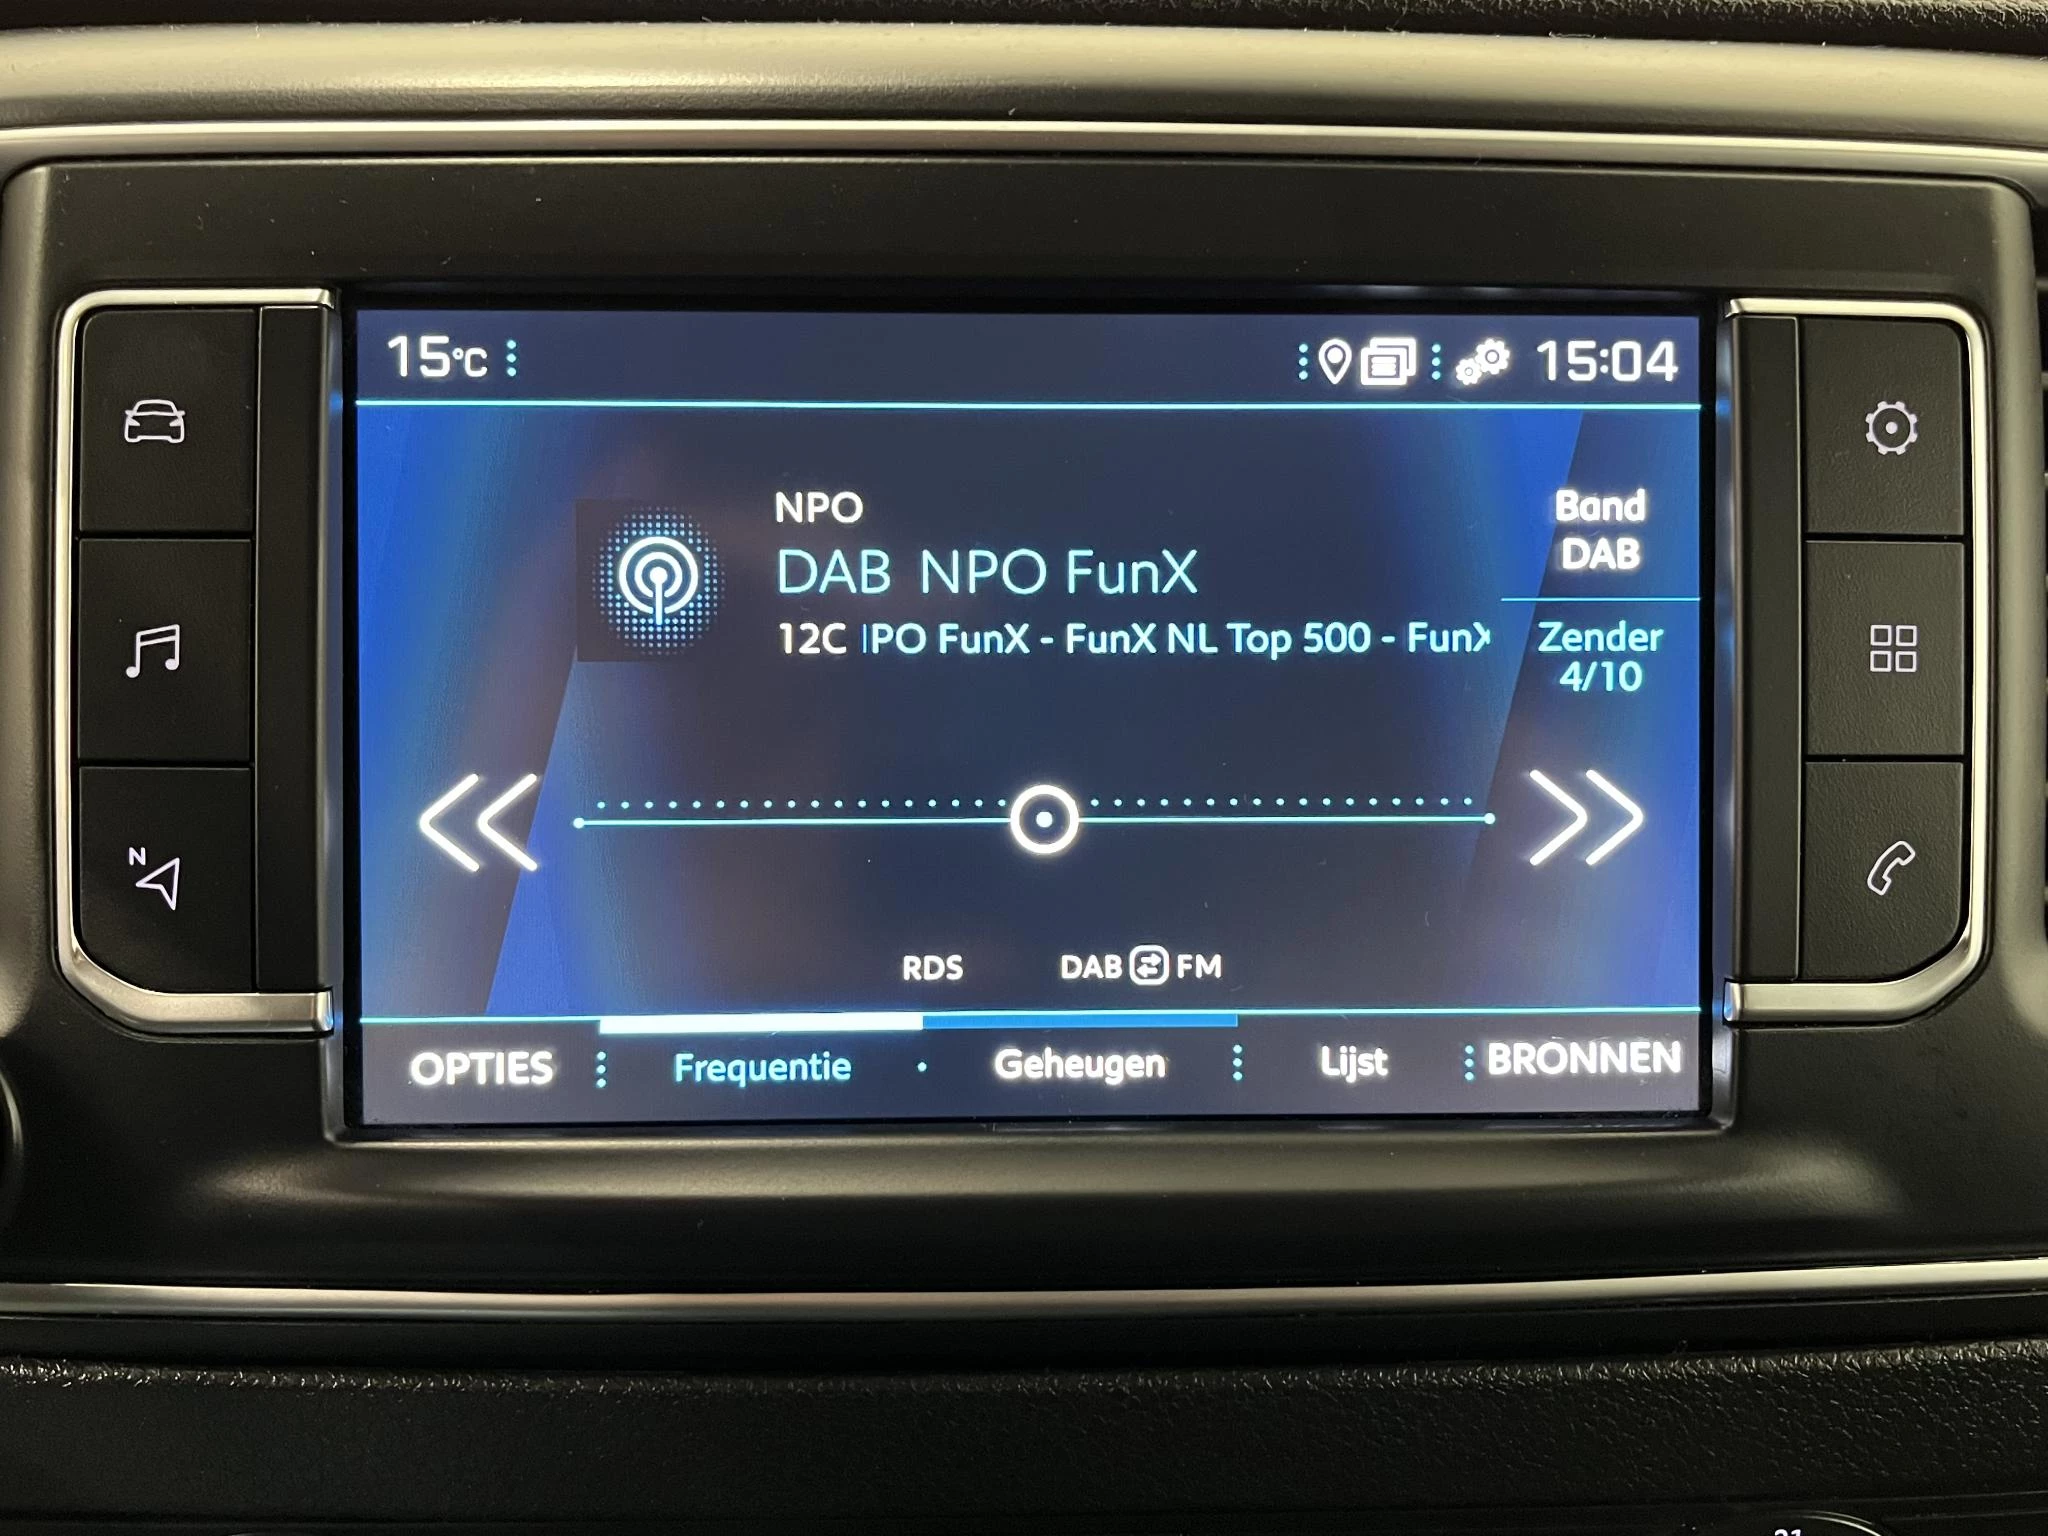 15°C
15:04
NPO
DAB NPO FunX
12C IPO FunX - FunX NL Top 500 - FunX
Band
DAB
Zender
4/10
N
RDS DAB FM
OPTIES Frequentie Geheugen Lijst BRONNEN